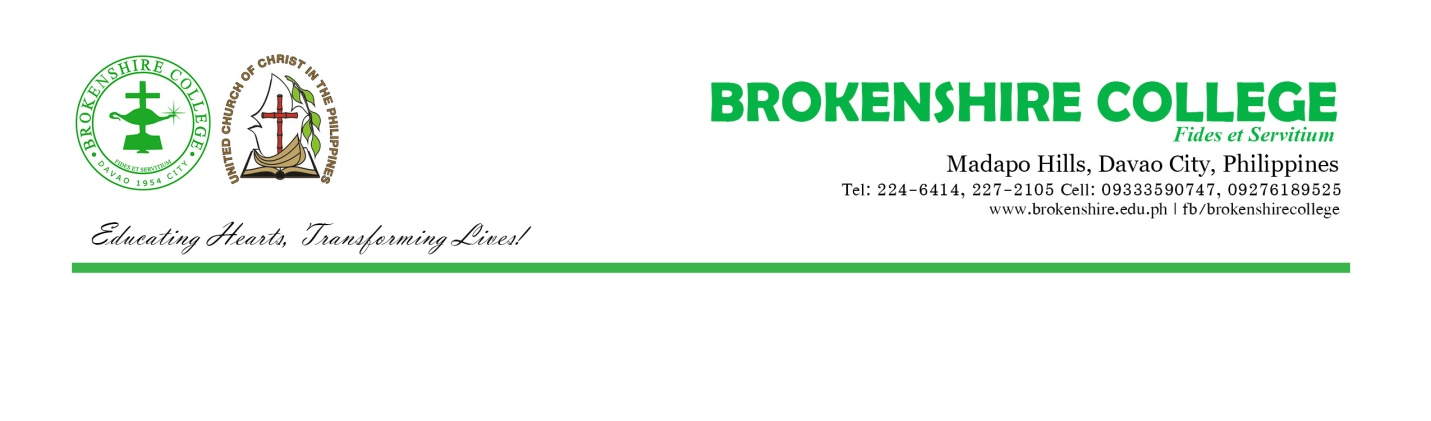 BROKENSHIRE COLLEGE
FIDES ET SERVITIUM
• DAVAO 1954 CITY •
UNITED CHURCH OF CHRIST IN THE PHILIPPINES
Educating Hearts, Transforming Lives!
BROKENSHIRE COLLEGE
Fides et Servitium
Madapo Hills, Davao City, Philippines
Tel: 224-6414, 227-2105 Cell: 09333590747, 09276189525
www.brokenshire.edu.ph | fb/brokenshirecollege